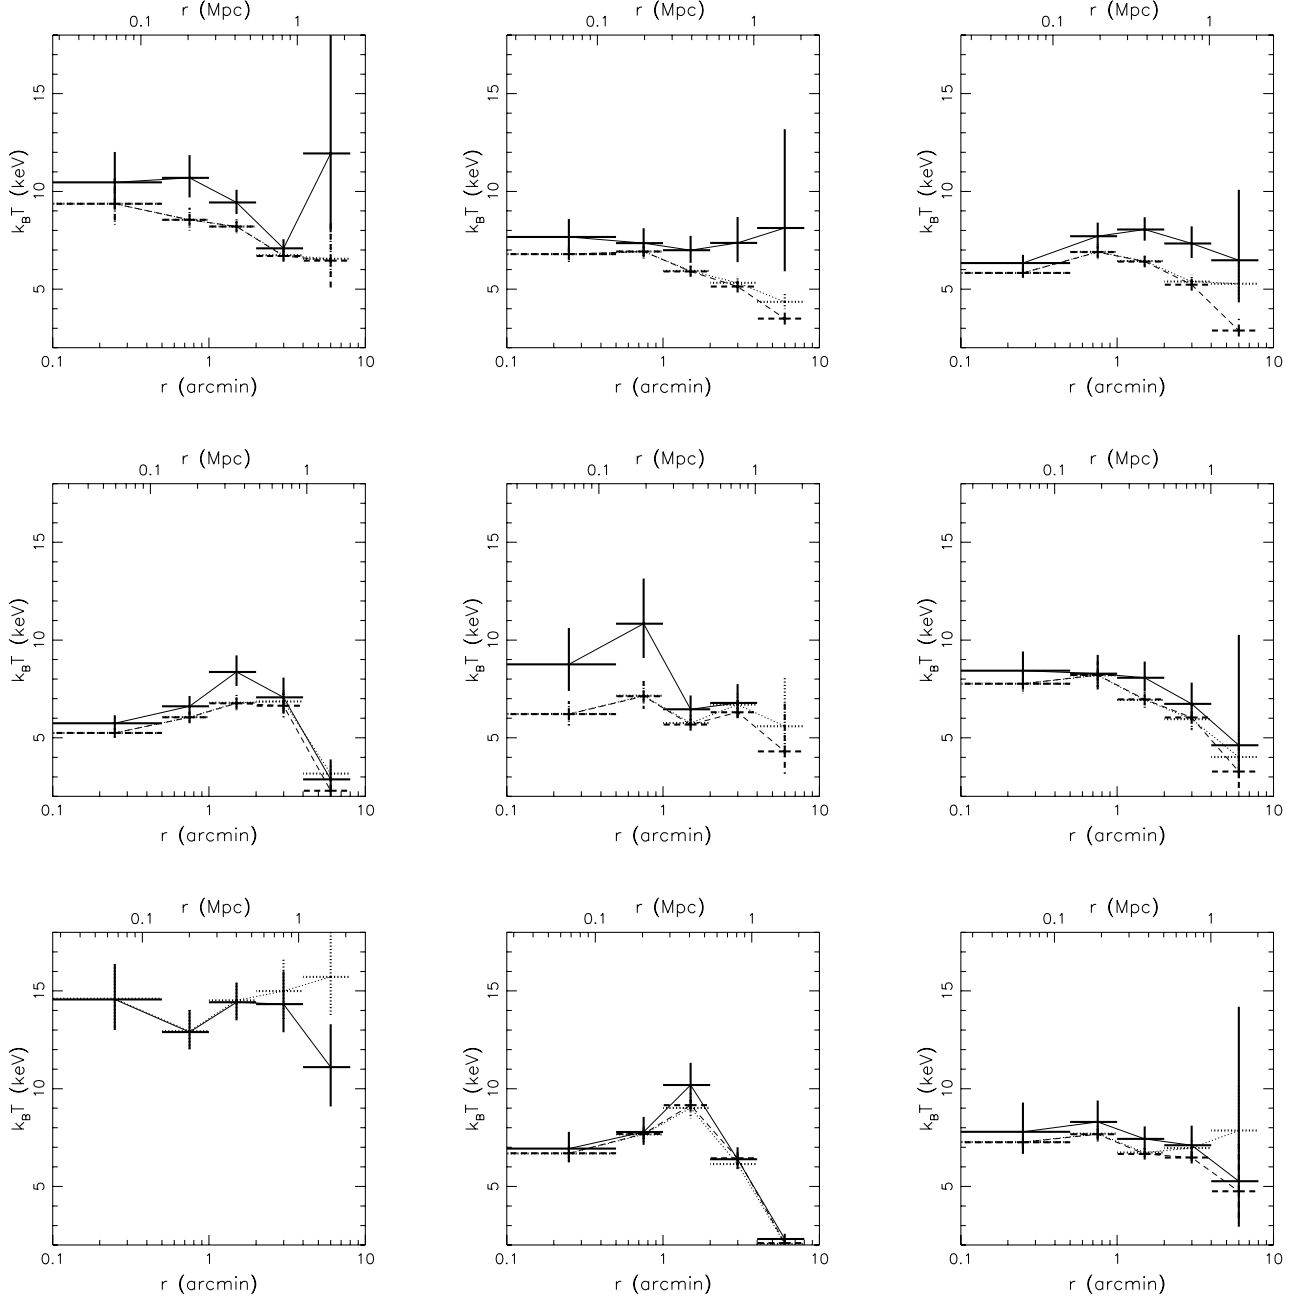 r (Mpc) r (Mpc) r (Mpc)
0.1 1 0.1 1 0.1 1
k_BT (keV) k_BT (keV) k_BT (keV)
15 15 15
10 10 10
5 5 5
0.1 1 10 0.1 1 10 0.1 1 10
r (arcmin) r (arcmin) r (arcmin)
r (Mpc) r (Mpc) r (Mpc)
0.1 1 0.1 1 0.1 1
k_BT (keV) k_BT (keV) k_BT (keV)
15 15 15
10 10 10
5 5 5
0.1 1 10 0.1 1 10 0.1 1 10
r (arcmin) r (arcmin) r (arcmin)
r (Mpc) r (Mpc) r (Mpc)
0.1 1 0.1 1 0.1 1
k_BT (keV) k_BT (keV) k_BT (keV)
15 15 15
10 10 10
5 5 5
0.1 1 10 0.1 1 10 0.1 1 10
r (arcmin) r (arcmin) r (arcmin)